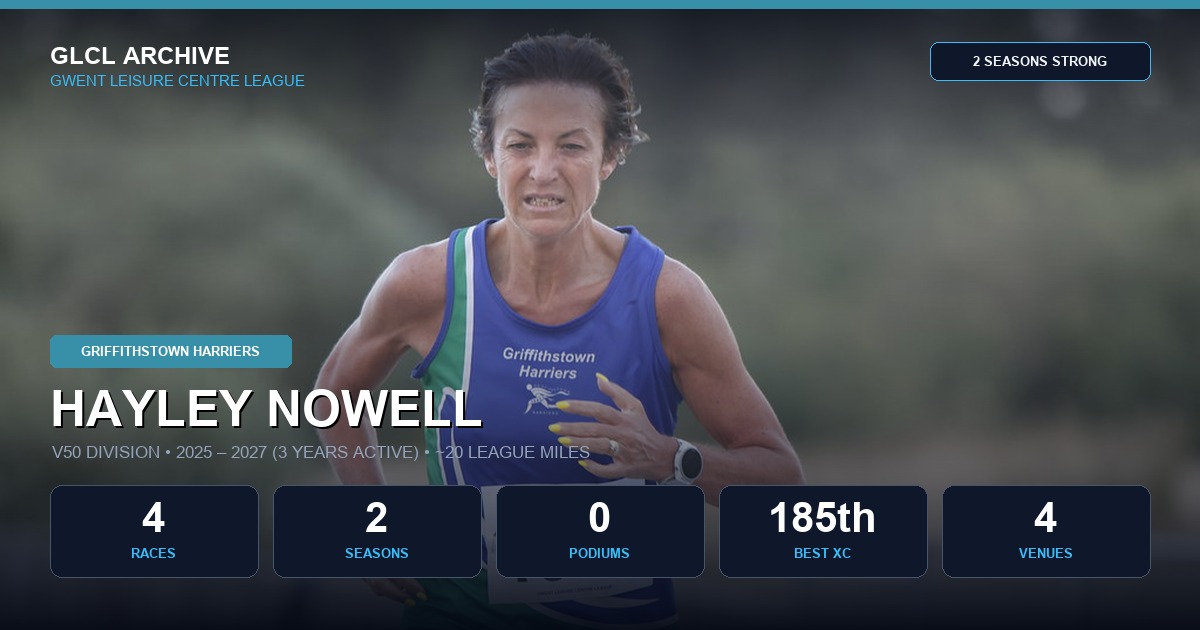 GLCL ARCHIVE
GWENT LEISURE CENTRE LEAGUE
2 SEASONS STRONG
Griffithstown
Harriers
GRIFFITHSTOWN HARRIERS
HAYLEY NOWELL
V50 DIVISION • 2025 – 2027 (3 YEARS ACTIVE) • ~20 LEAGUE MILES
4
RACES
2
SEASONS
0
PODIUMS
185th
BEST XC
4
VENUES